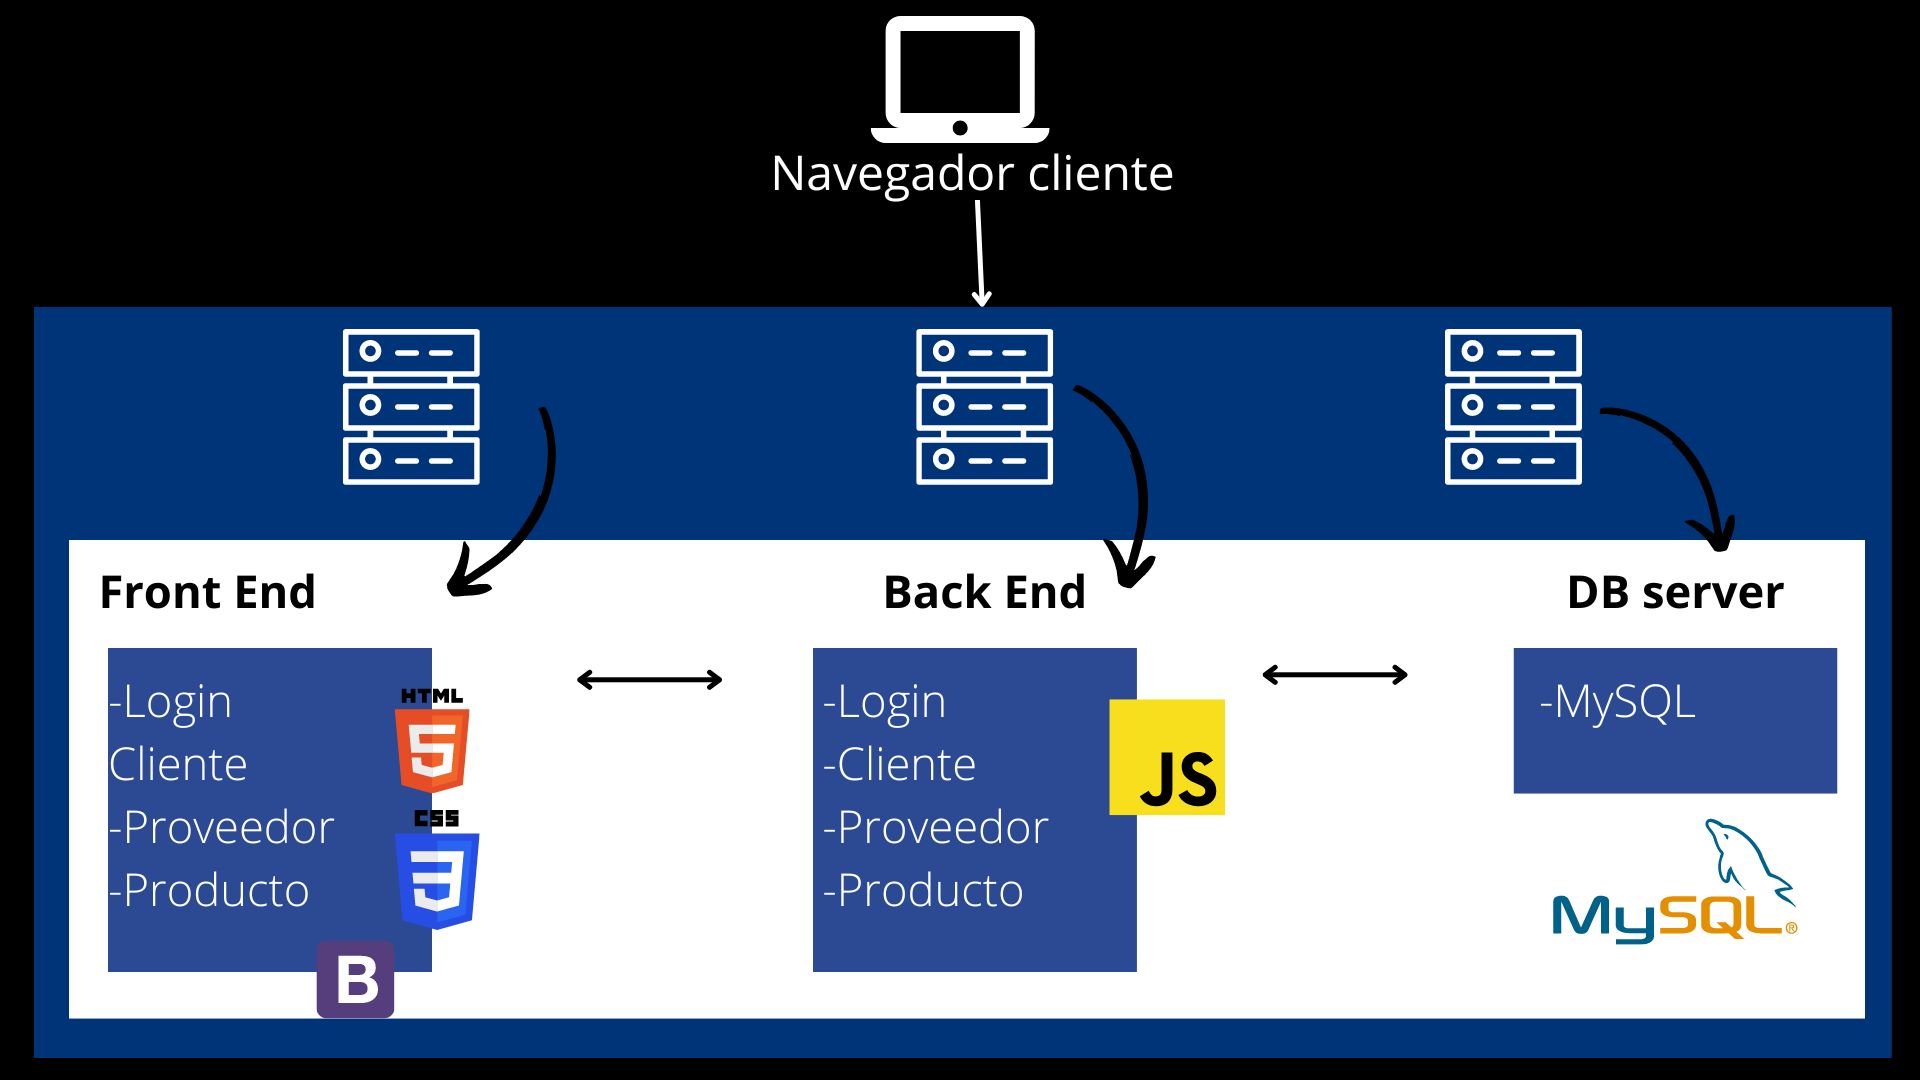 Navegador cliente
Front End
-Login
Cliente
-Proveedor
-Producto
HTML
5
CSS
3
B
Back End
-Login
-Cliente
-Proveedor
-Producto
JS
DB server
-MySQL
MySQL®